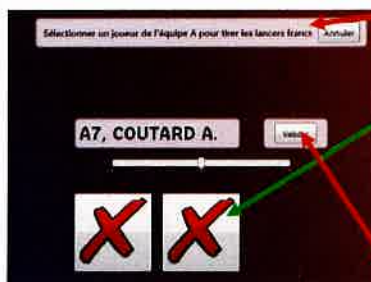 Sélectionner un joueur de l'équipe A pour tirer les lancers francs Annuler
A7, COUTARD A. Valider